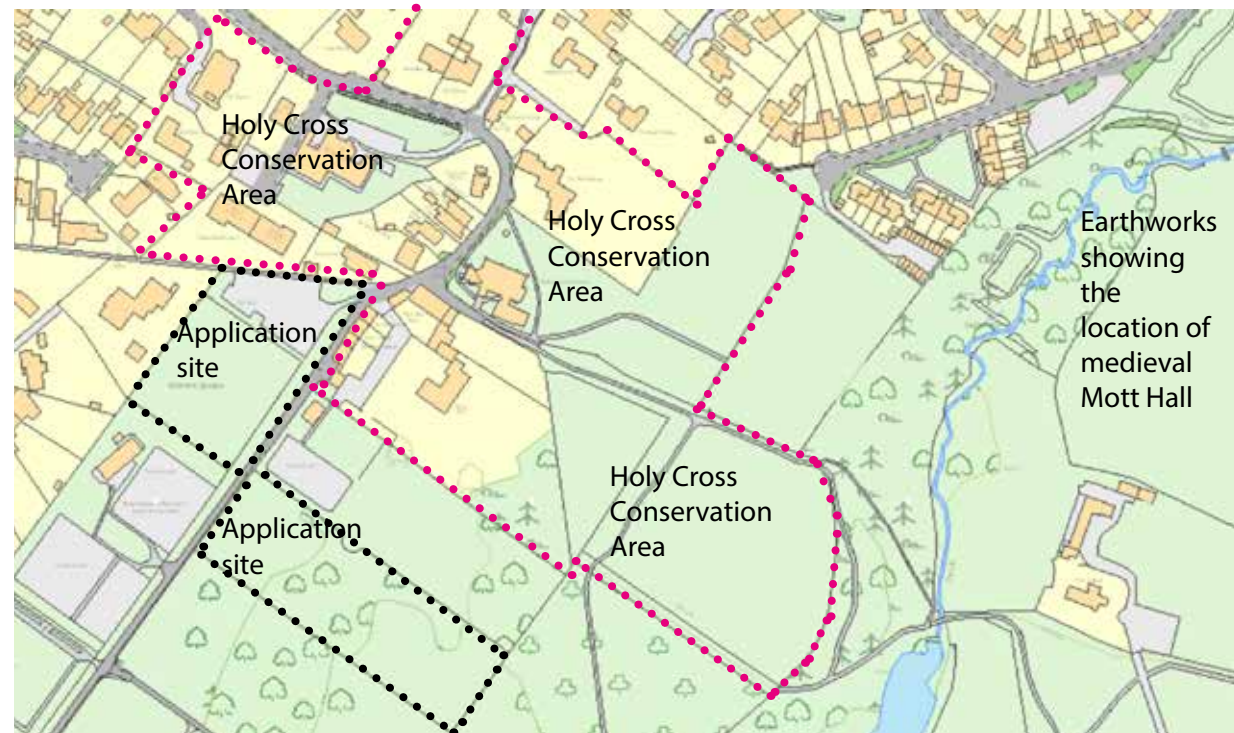 Holy Cross
Conservation
Area
Holy Cross
Conservation
Area
Earthworks
showing
the
location of
medieval
Mott Hall
Application
site
Holy Cross
Conservation
Area
Application
site